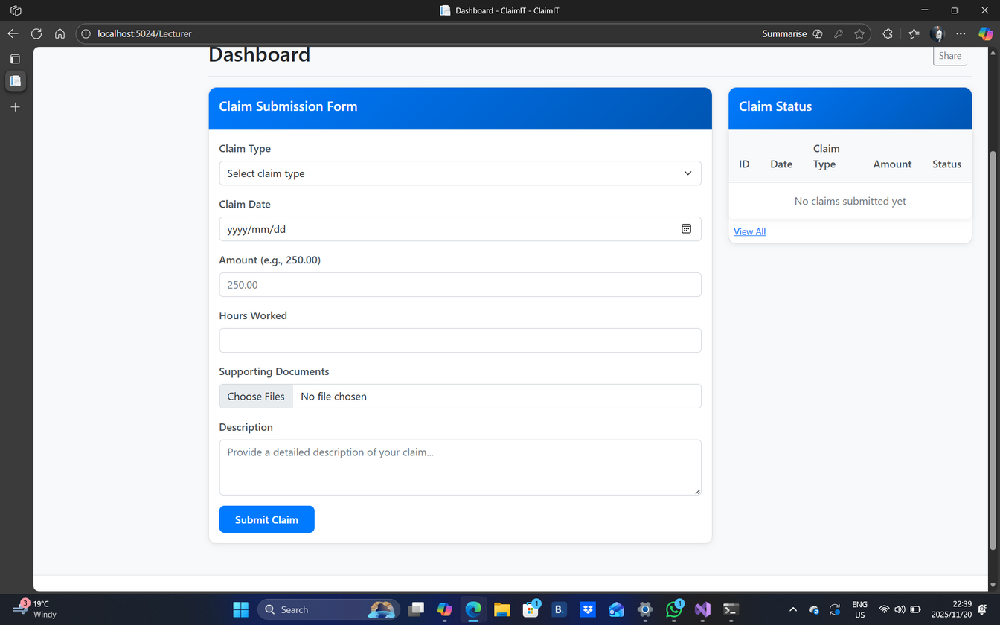 Dashboard - ClaimIT - ClaimIT
localhost:5024/Lecturer
Summarise
Dashboard
Share
Claim Submission Form
Claim Type
Select claim type
Claim Date
yyyy/mm/dd
Amount (e.g., 250.00)
250.00
Hours Worked
Supporting Documents
Choose Files No file chosen
Description
Provide a detailed description of your claim...
Submit Claim
Claim Status
ID Date Claim Type Amount Status
No claims submitted yet
View All
3
19°C
Windy
Search
1
B.
1
ENG
US
22:39
2025/11/20